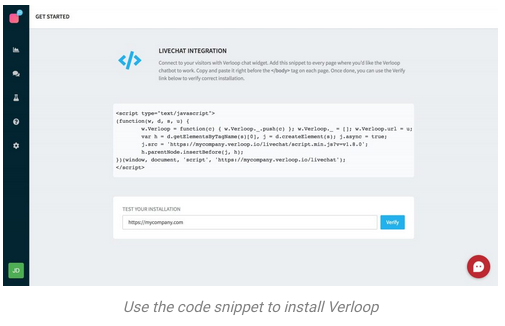 GET STARTED
LIVECHAT INTEGRATION
Connect to your visitors with Verloop chat widget. Add this snippet to every page where you'd like the Verloop
chatbot to work. Copy and paste it right before the </body> tag on each page. Once done, you can use the Verify
link below to verify correct installation.
<script type="text/javascript">
(function(w, d, s, u) {
w.Verloop = function(c) { w.Verloop._.push(c) }; w.Verloop._ = []; w.Verloop.url = u;
var h = d.getElementsByTagName(s)[0], j = d.createElement(s); j.async = true;
j.src = 'https://mycompany.verloop.io/livechat/script.min.js?v=v1.8.0';
h.parentNode.insertBefore(j, h);
})(window, document, 'script', 'https://mycompany.verloop.io/livechat');
</script>
TEST YOUR INSTALLATION
https://mycompany.com
Verify
JD
Use the code snippet to install Verloop